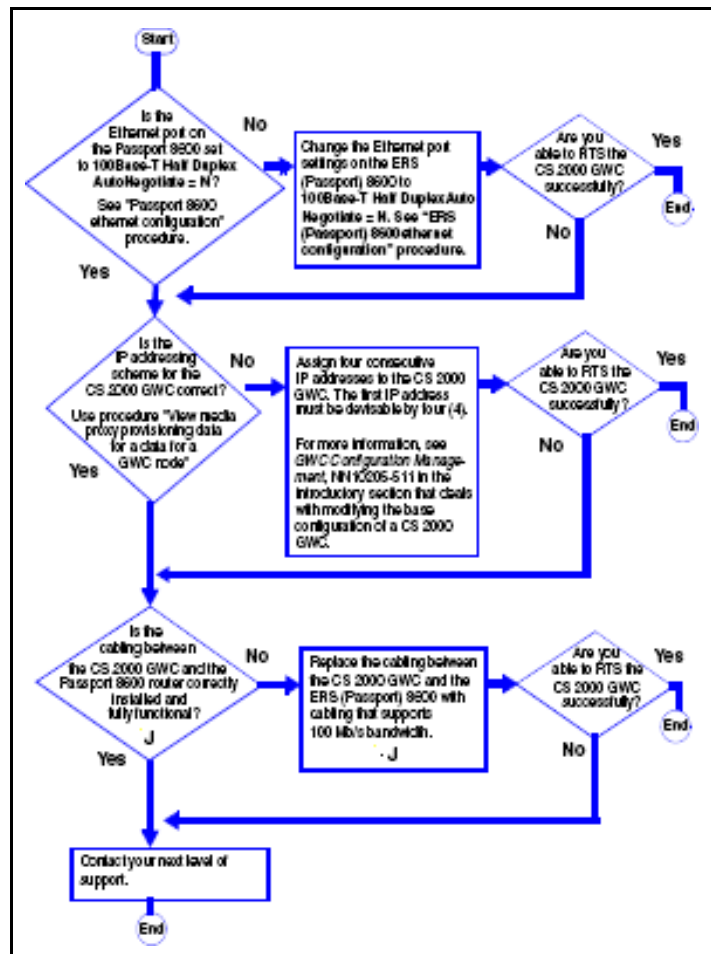 Start
Is the
Ethernet port on
the Passport 8600 set
to 100Base-T Half Duplex
AutoNegotiate = N?
See "Passport 8600
ethernet configuration"
procedure.
No
Yes
Change the Ethernet port
settings on the ERS
(Passport) 8600 to
100Base-T Half Duplex Auto
Negotiate = N. See "ERS
(Passport) 8600 ethernet
configuration" procedure.
Are you
able to RTS the
CS 2000 GWC
successfully?
Yes
End
No
Is the
IP addressing
scheme for the
CS 2000 GWC correct?
Use procedure "View media
proxy provisioning data
for a data for a
GWC node"
No
Yes
Assign four consecutive
IP addresses to the CS 2000
GWC. The first IP address
must be devisable by four (4).
For more information, see
GWC Configuration Manage-
ment, NN10205-511 in the
introductory section that deals
with modifying the base
configuration of a CS 2000
GWC.
Are you
able to RTS the
CS 2000 GWC
successfully?
Yes
End
No
Is the
cabling between
the CS 2000 GWC and the
Passport 8600 router correctly
installed and
fully functional?
J
No
Yes
Replace the cabling between
the CS 2000 GWC and the
ERS (Passport) 8600 with
cabling that supports
100 Mb/s bandwidth.
- J
Are you
able to RTS the
CS 2000 GWC
successfully?
Yes
End
No
Contact your next level of
support.
End